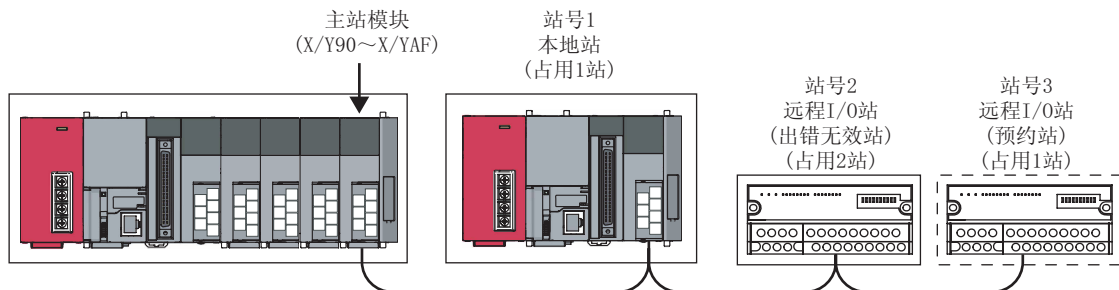 主站模块
(X/Y90～X/YAF)
站号1
本地站
(占用1站)
站号2
远程I/O站
(出错无效站)
(占用2站)
站号3
远程I/O站
(预约站)
(占用1站)